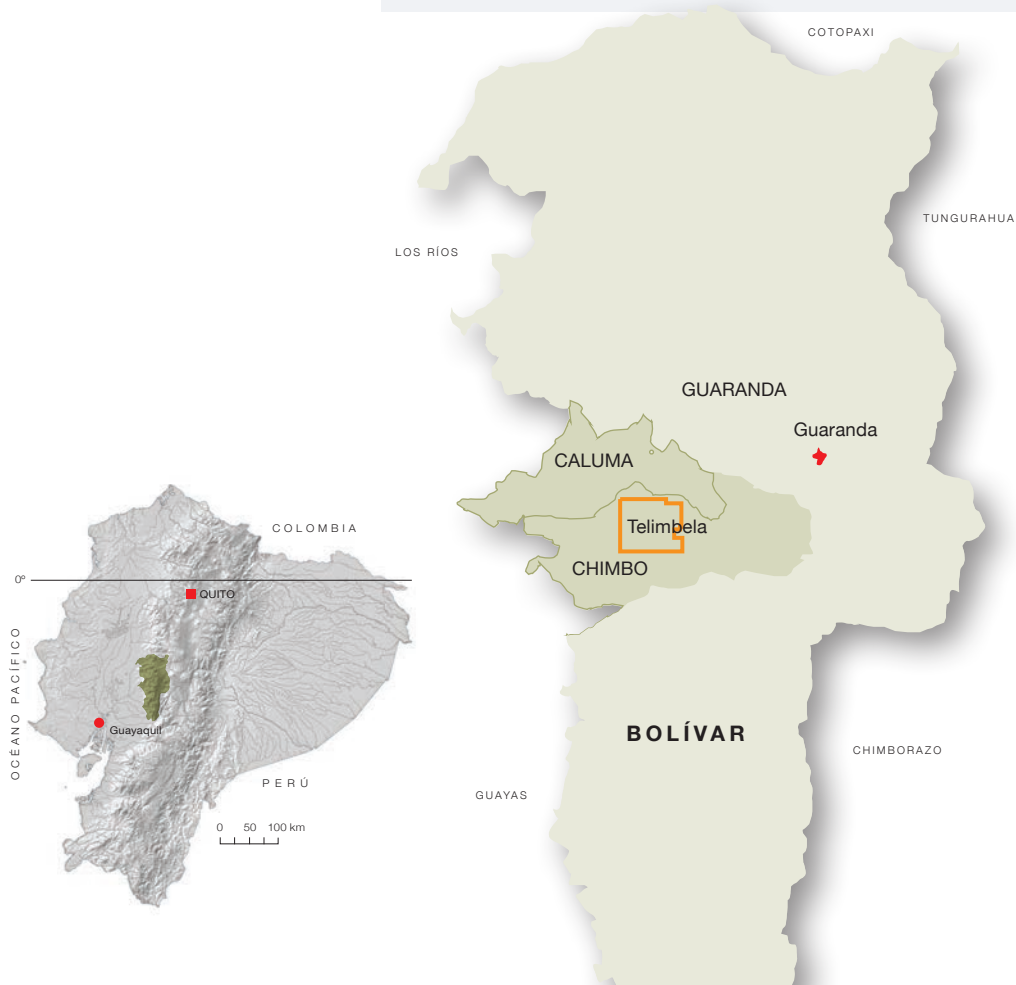 COTOPAXI
TUNGURAHUA
LOS RÍOS
GUARANDA
Guaranda
CALUMA
Telimbela
CHIMBO
BOLÍVAR
CHIMBORAZO
GUAYAS
COLOMBIA
0°
QUITO
OCÉANO PACÍFICO
Guayaquil
PERÚ
0 50 100 km